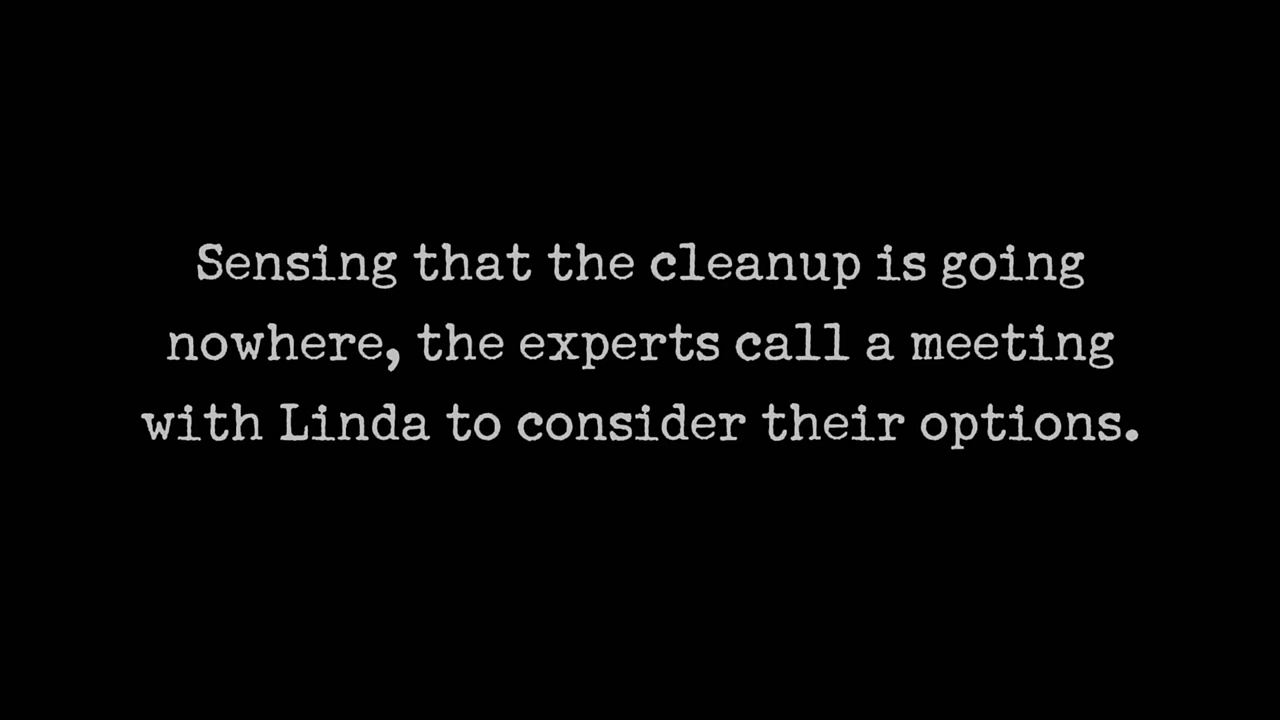 Sensing that the cleanup is going
nowhere, the experts call a meeting
with Linda to consider their options.